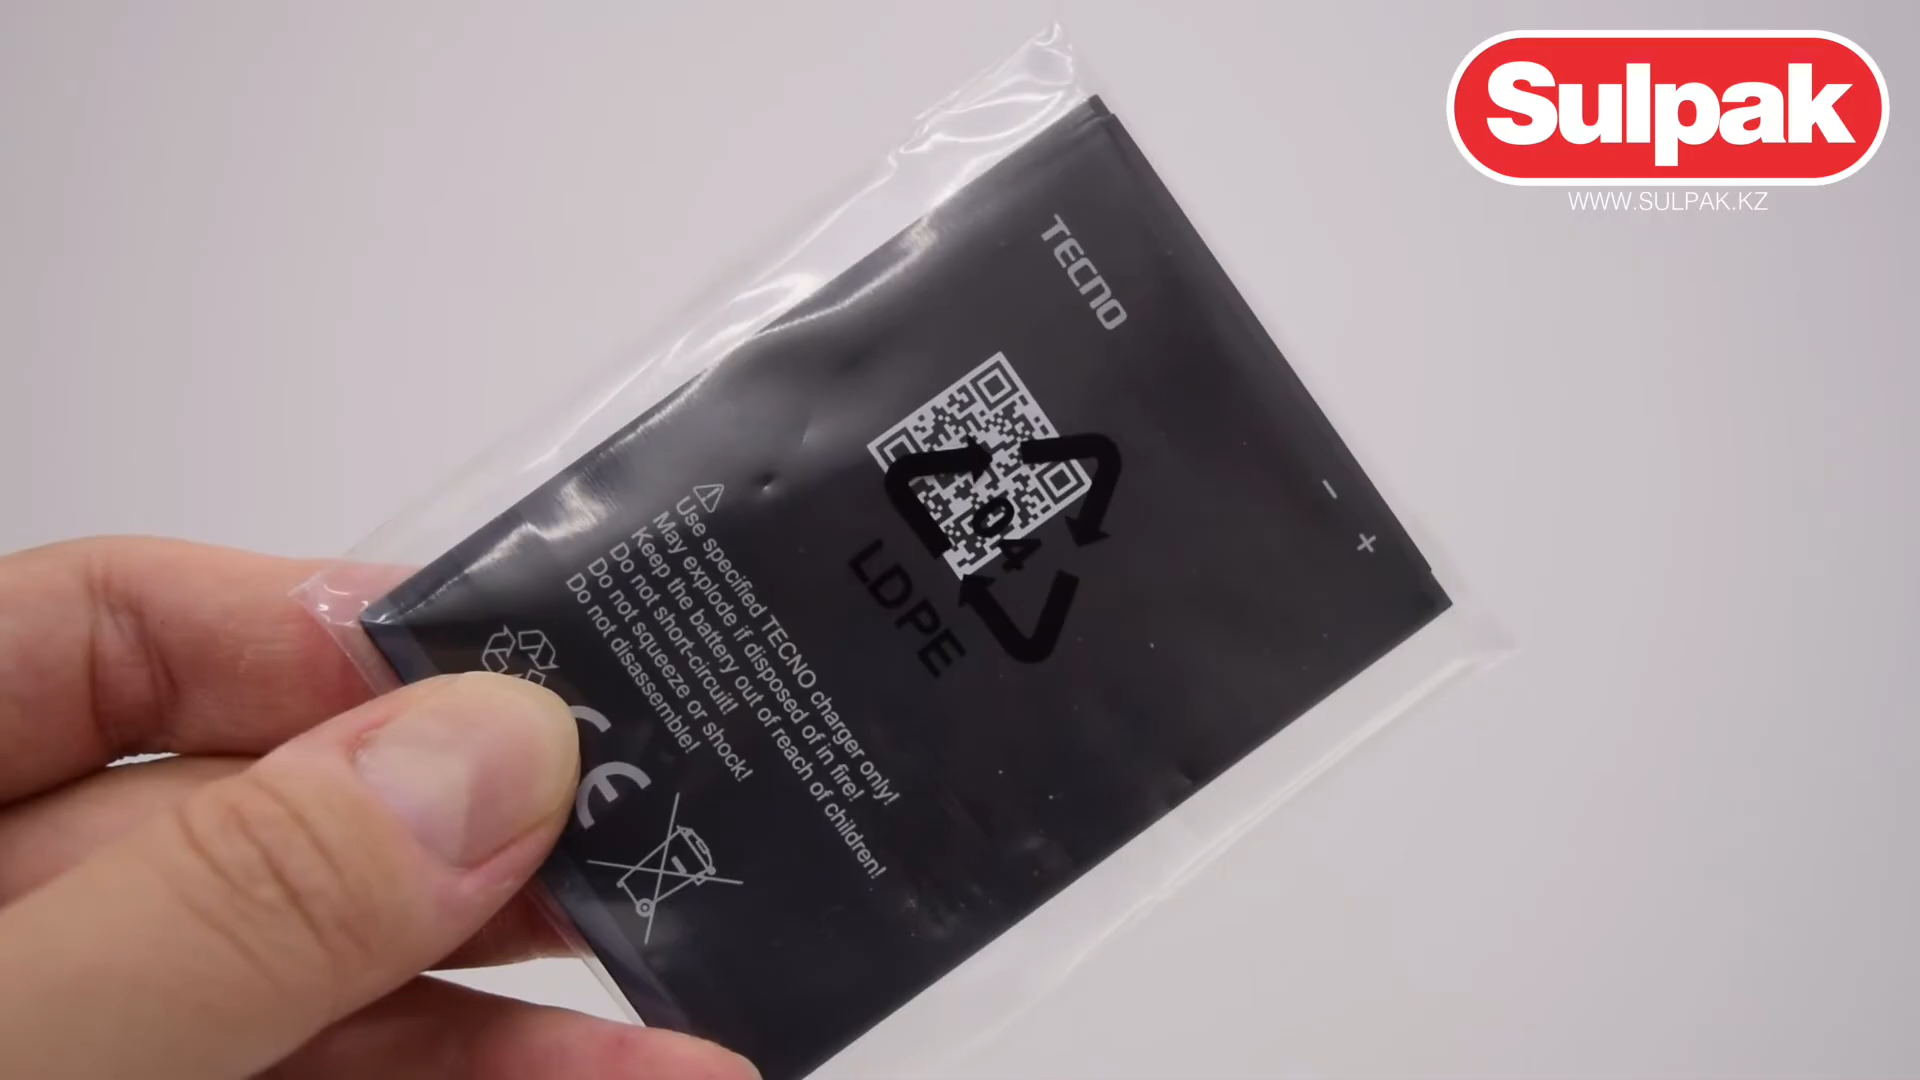 Sulpak
WWW.SULPAK.KZ
TECNO
- +
04
LDPE
Use specified TECNO charger only!
May explode if disposed of in fire!
Keep the battery out of reach of children!
Do not short-circuit!
Do not squeeze or shock!
Do not disassemble!
CE